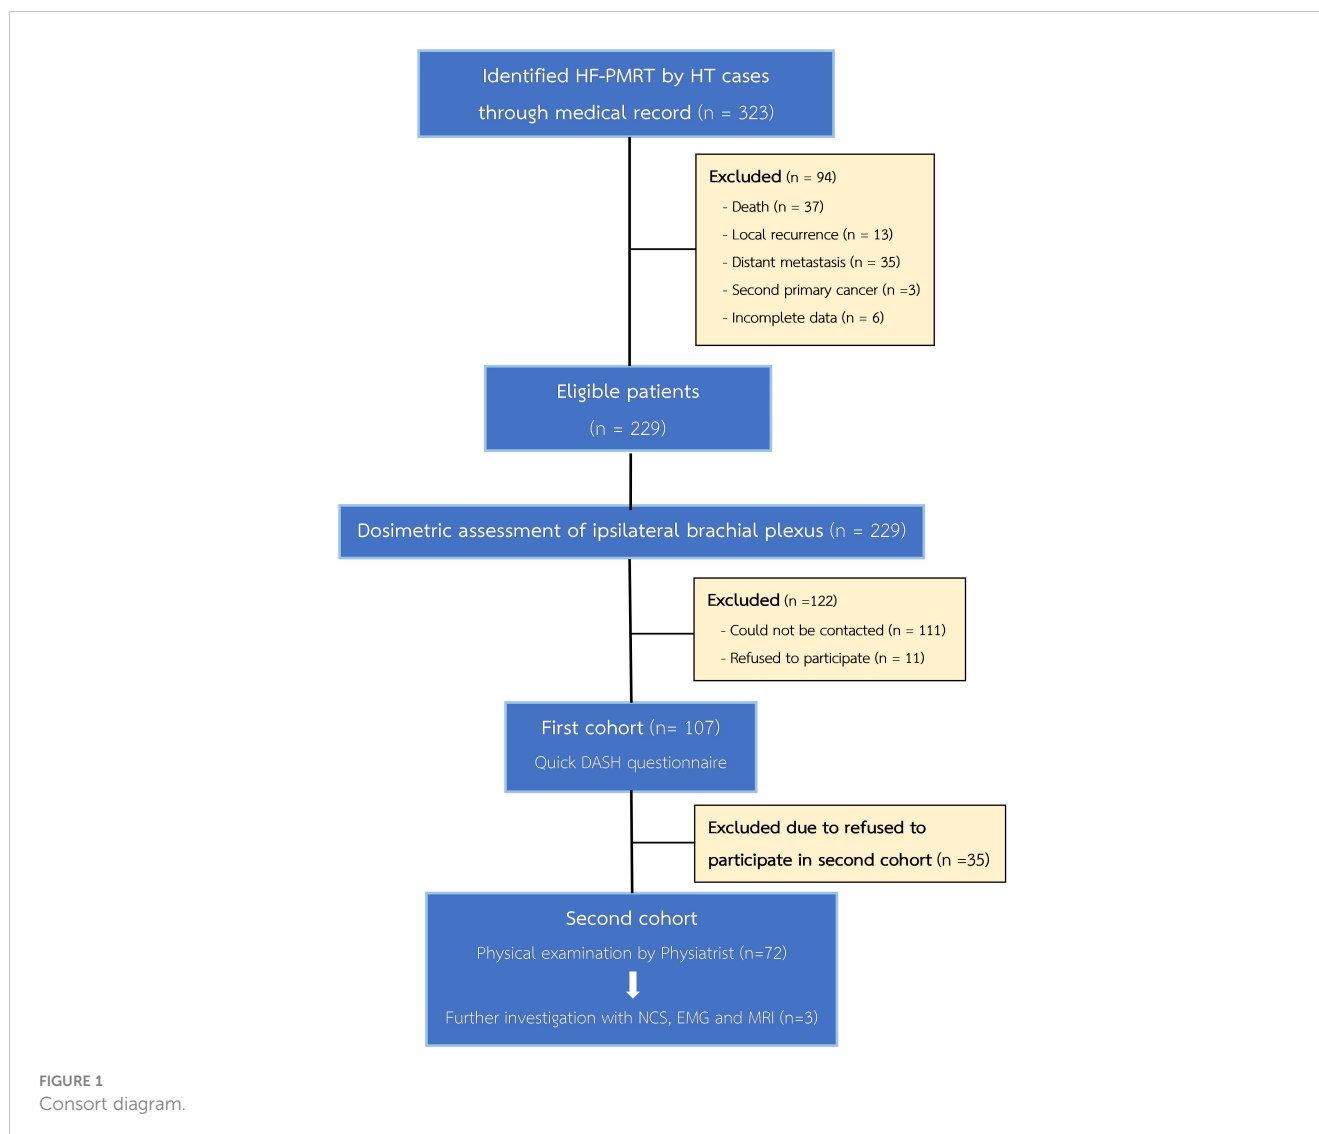 Identified HF-PMRT by HT cases
through medical record (n = 323)
Excluded (n = 94)
- Death (n = 37)
- Local recurrence (n = 13)
- Distant metastasis (n = 35)
- Second primary cancer (n =3)
- Incomplete data (n = 6)
Eligible patients
(n = 229)
Dosimetric assessment of ipsilateral brachial plexus (n = 229)
Excluded (n =122)
- Could not be contacted (n = 111)
- Refused to participate (n = 11)
First cohort (n= 107)
Quick DASH questionnaire
Excluded due to refused to
participate in second cohort (n =35)
Second cohort
Physical examination by Physiatrist (n=72)
Further investigation with NCS, EMG and MRI (n=3)
FIGURE 1
Consort diagram.